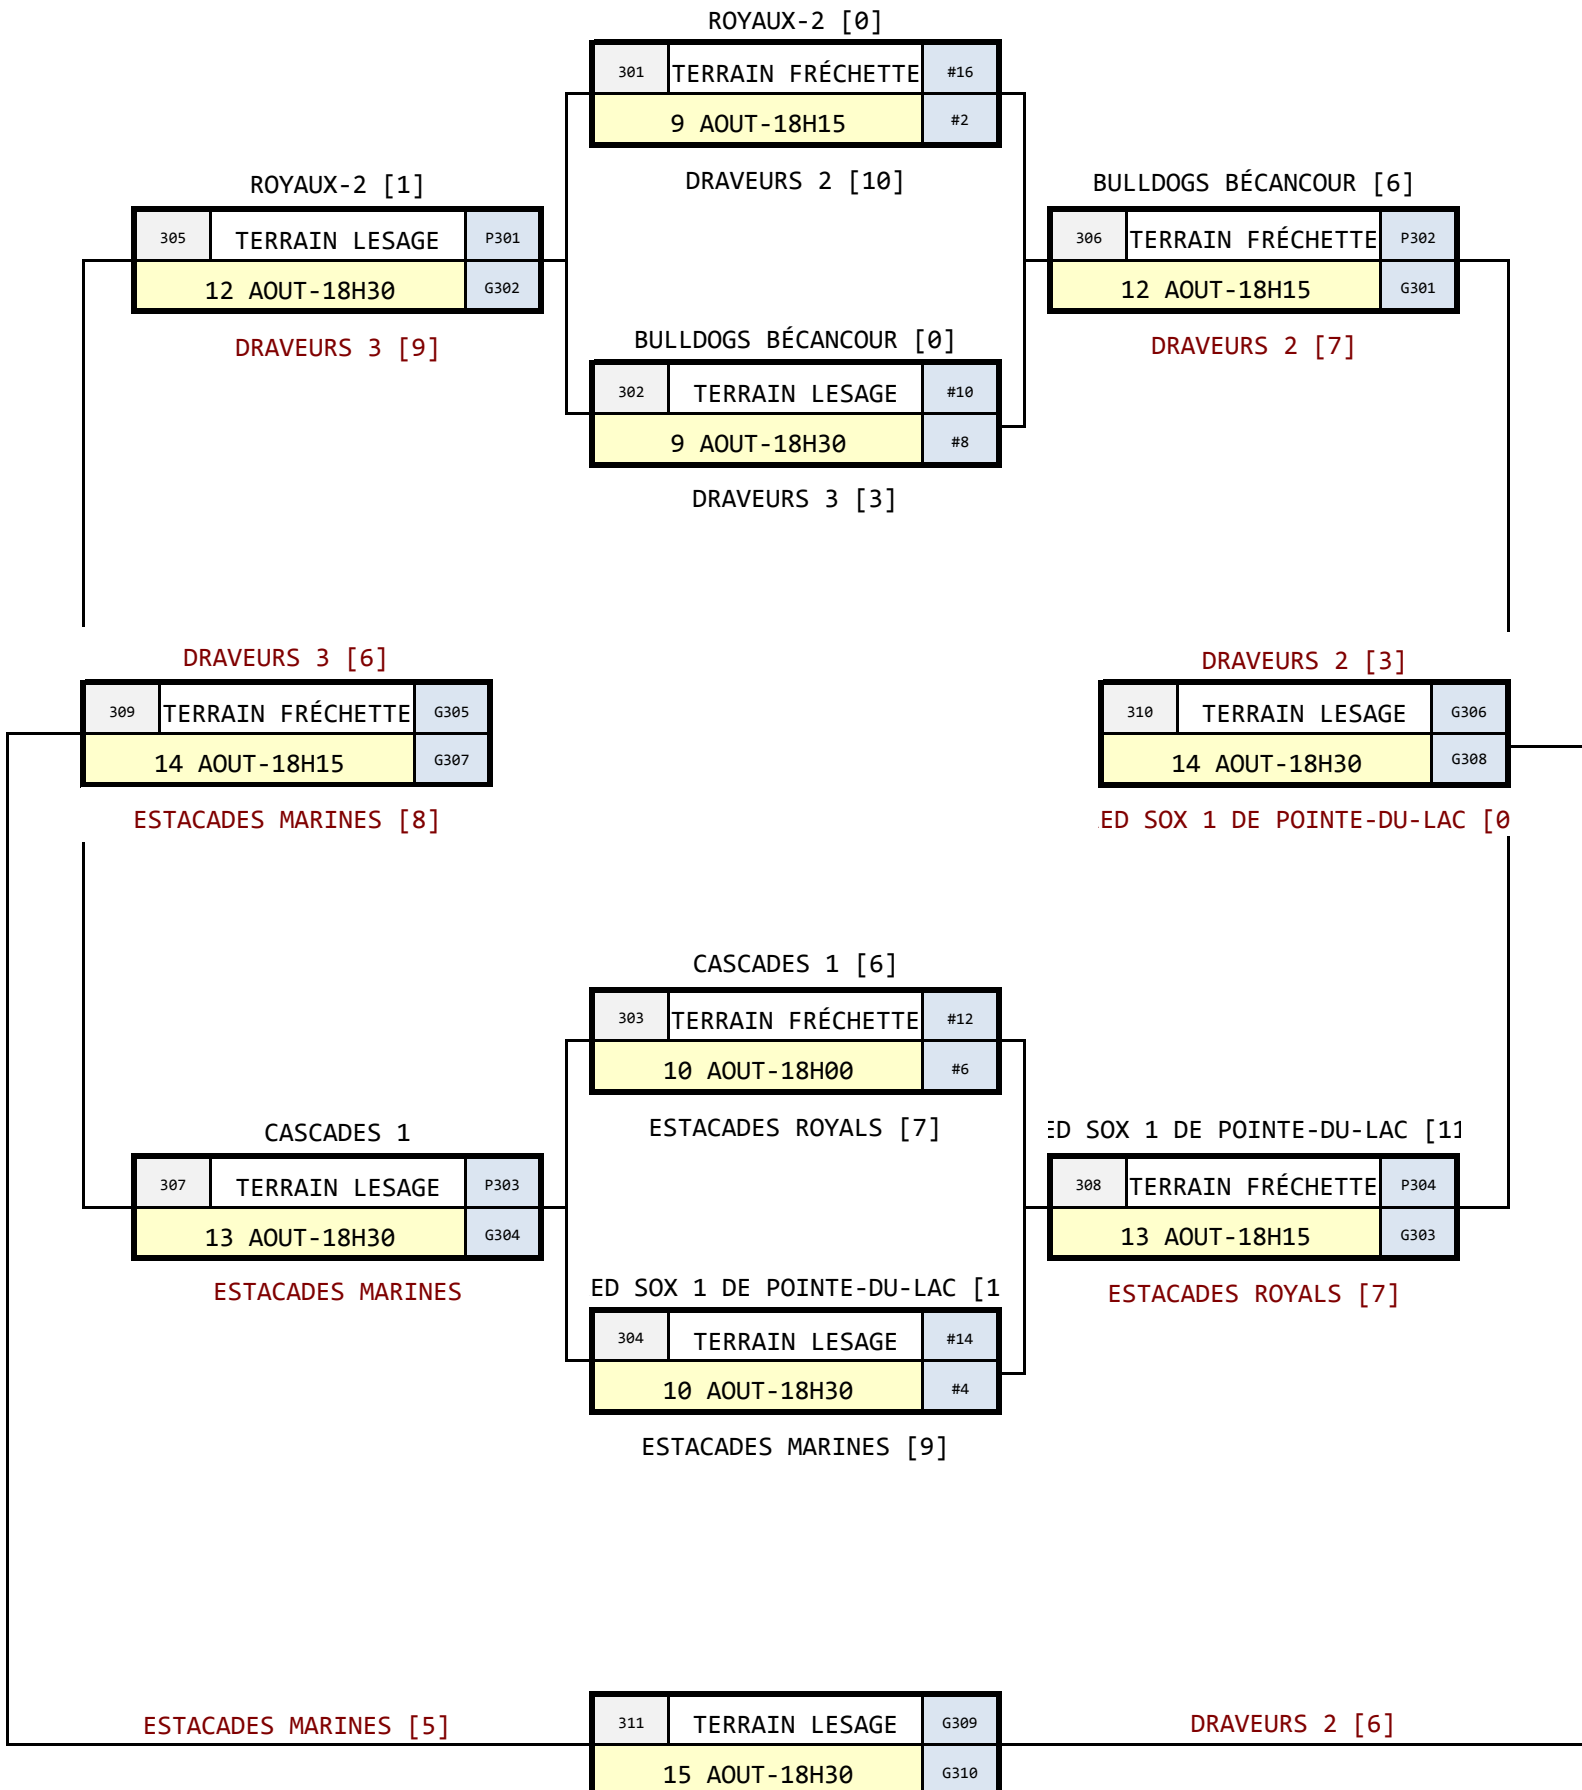 ROYAUX-2 [0]
301 TERRAIN FRÉCHETTE #16
9 AOUT-18H15 #2
DRAVEURS 2 [10]
ROYAUX-2 [1]
305 TERRAIN LESAGE P301
12 AOUT-18H30 G302
DRAVEURS 3 [9]
BULLDOGS BÉCANCOUR [6]
306 TERRAIN FRÉCHETTE P302
12 AOUT-18H15 G301
DRAVEURS 2 [7]
BULLDOGS BÉCANCOUR [0]
302 TERRAIN LESAGE #10
9 AOUT-18H30 #8
DRAVEURS 3 [3]
DRAVEURS 3 [6]
309 TERRAIN FRÉCHETTE G305
14 AOUT-18H15 G307
ESTACADES MARINES [8]
DRAVEURS 2 [3]
310 TERRAIN LESAGE G306
14 AOUT-18H30 G308
ED SOX 1 DE POINTE-DU-LAC [0
CASCADES 1 [6]
303 TERRAIN FRÉCHETTE #12
10 AOUT-18H00 #6
ESTACADES ROYALS [7]
CASCADES 1
307 TERRAIN LESAGE P303
13 AOUT-18H30 G304
ESTACADES MARINES
ED SOX 1 DE POINTE-DU-LAC [11
308 TERRAIN FRÉCHETTE P304
13 AOUT-18H15 G303
ESTACADES ROYALS [7]
ED SOX 1 DE POINTE-DU-LAC [1
304 TERRAIN LESAGE #14
10 AOUT-18H30 #4
ESTACADES MARINES [9]
ESTACADES MARINES [5]
311 TERRAIN LESAGE G309
15 AOUT-18H30 G310
DRAVEURS 2 [6]